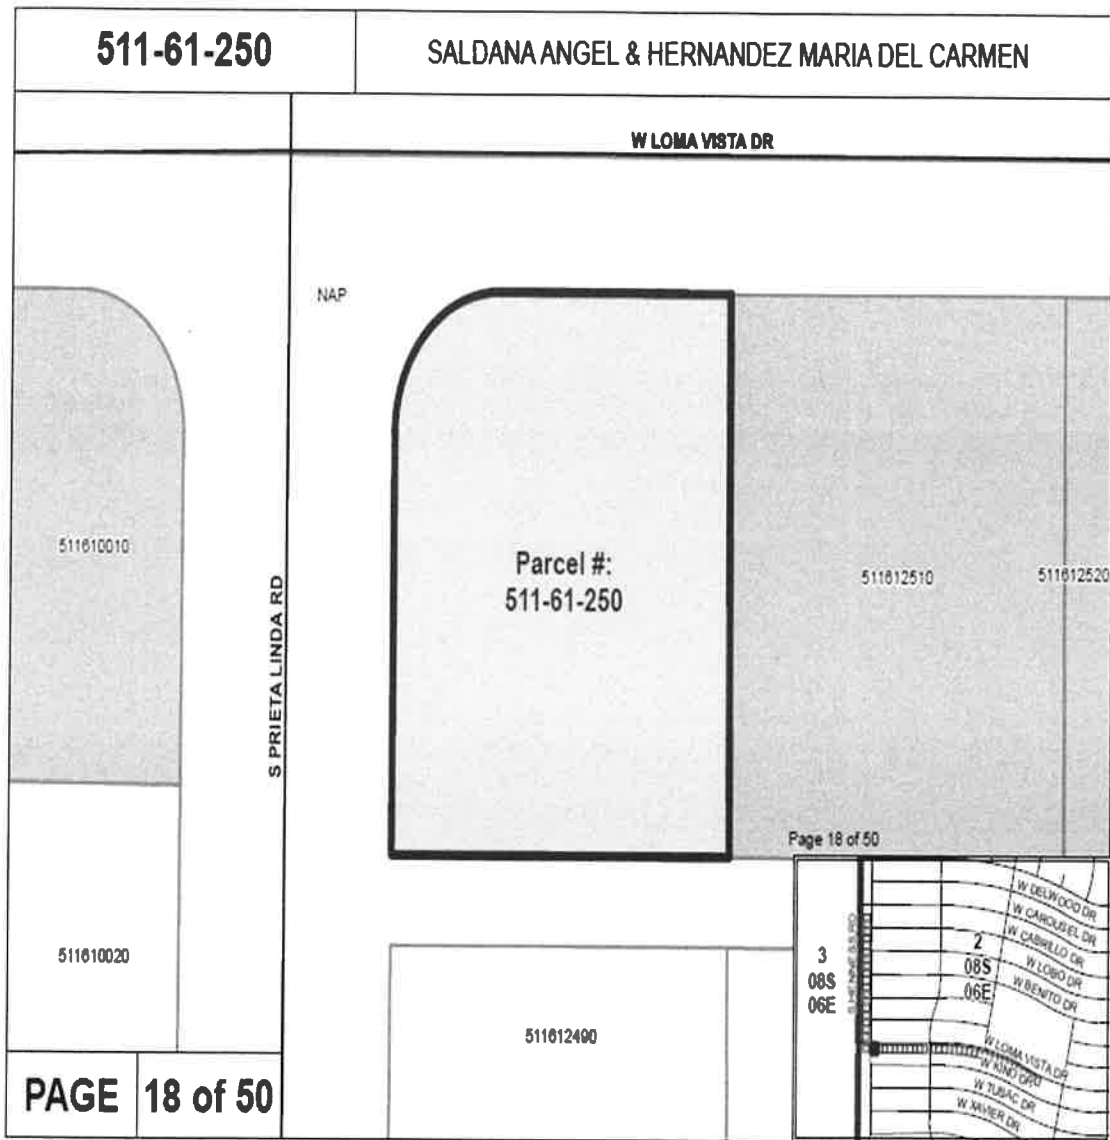 511-61-250
SALDANA ANGEL & HERNANDEZ MARIA DEL CARMEN
W LOMA VISTA DR
NAP
511610010
S PRIETA LINDA RD
Parcel #:
511-61-250
511612510
511612520
Page 18 of 50
511610020
511612490
3
08S
06E
S HENNESS RD
2
08S
06E
W DELWOOD DR
W CAROUSEL DR
W CABRILLO DR
W LOBO DR
W BENITO DR
W LOMA VISTA DR
W KINO DR
W TUBAC DR
W XAVIER DR
PAGE
18 of 50